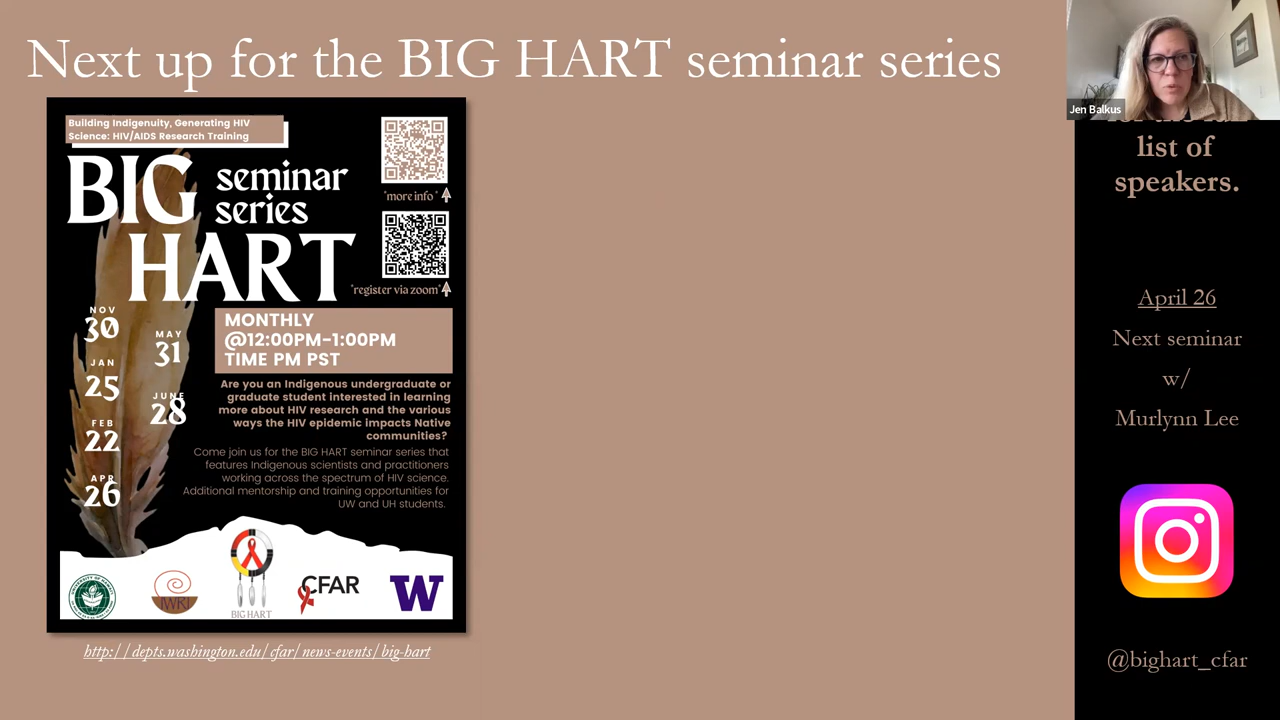 Next up for the BIG HART seminar series
Jen Balkus
Building Indigenuity, Generating HIV
Science: HIV/AIDS Research Training
BIG
seminar
series
HART
*more info*
*register via zoom*
NOV
30
JAN
25
FEB
22
APR
26
MAY
31
JUNE
28
MONTHLY
@12:00PM-1:00PM
TIME PM PST
Are you an Indigenous undergraduate or
graduate student interested in learning
more about HIV research and the various
ways the HIV epidemic impacts Native
communities?
Come join us for the BIG HART seminar series that
features Indigenous scientists and practitioners
working across the spectrum of HIV science.
Additional mentorship and training opportunities for
UW and UH students.
IWRI
BIG HART
CFAR
W
http://depts.washington.edu/cfar/news-events/big-hart
list of
speakers.
April 26
Next seminar
w/
Murlynn Lee
@bighart_cfar